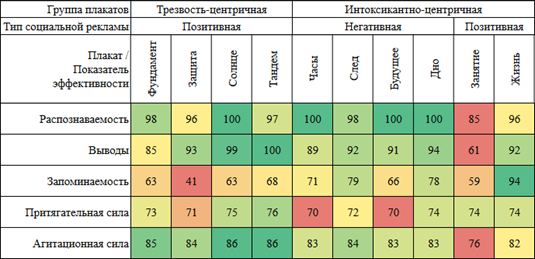 Группа плакатов Трезвость-центричная Интоксикантно-центричная
Тип социальной рекламы Позитивная Негативная Позитивная
Плакат /
Показатель
эффективности
Фундамент Защита Солнце Тандем Часы След Будущее Дно Занятие Жизнь
Распознаваемость 98 96 100 97 100 98 100 100 85 96
Выводы 85 93 99 100 89 92 91 94 61 92
Запоминаемость 63 41 63 68 71 79 66 78 59 94
Притягательная сила 73 71 75 76 70 72 70 74 74 74
Агитационная сила 85 84 86 86 83 84 83 83 76 82